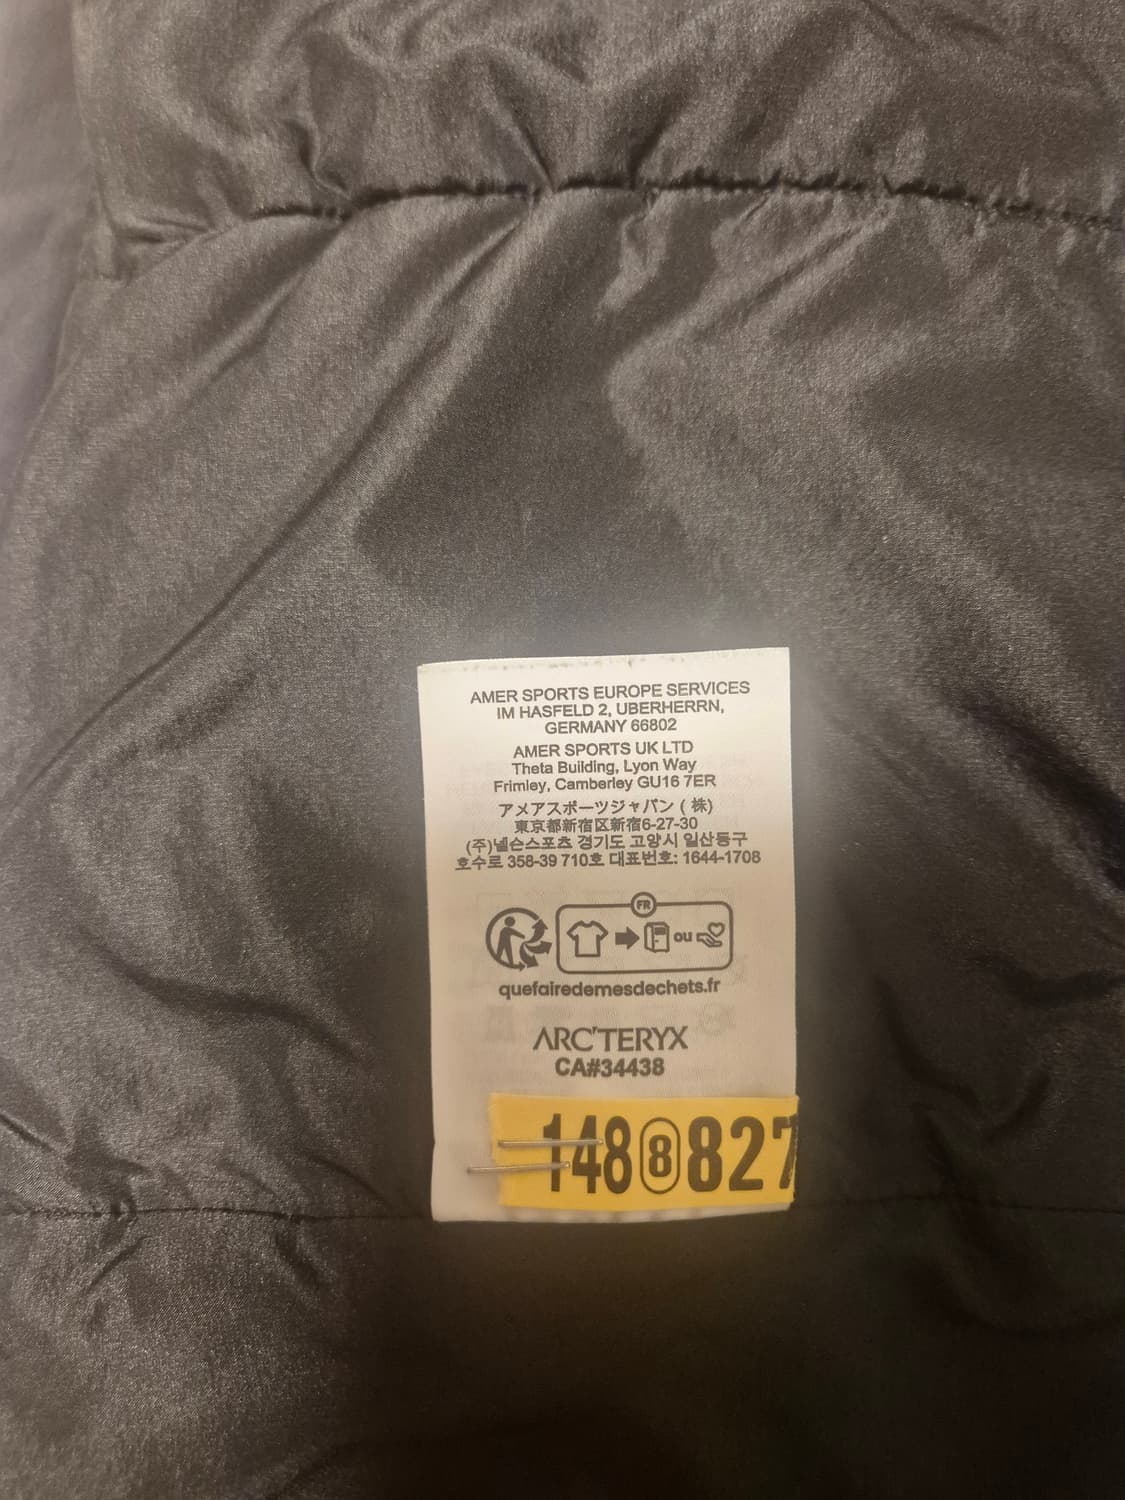 AMER SPORTS EUROPE SERVICES
IM HASFELD 2, UBERHERRN,
GERMANY 66802
AMER SPORTS UK LTD
Theta Building, Lyon Way
Frimley, Camberley GU16 7ER
アメアスポーツジャパン ( 株)
東京都新宿区新宿6-27-30
(주)넬슨스포츠 경기도 고양시 일산동구
호수로 358-39 710호 대표번호: 1644-1708
FR
ou
quefairedemesdechets.fr
ARC'TERYX
CA#34438
148 8 827